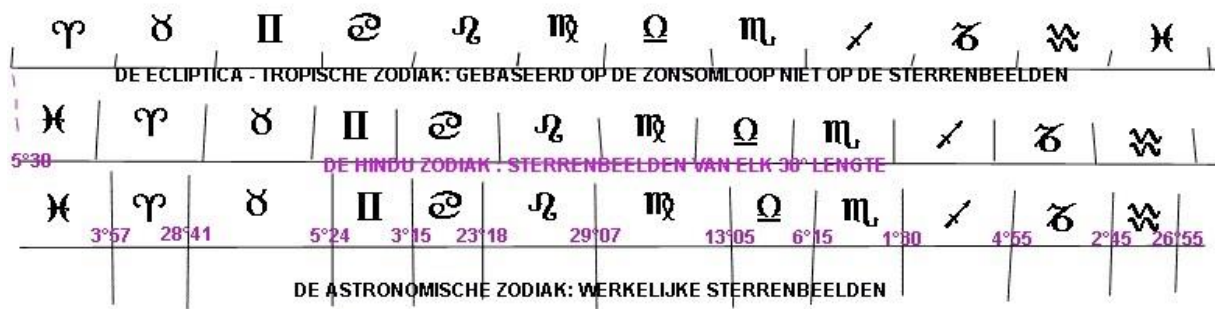 ♈ ♉ ♊ ♋ ♌ ♍ ♎ ♏ ♐ ♑ ♒ ♓
DE ECLIPTICA - TROPISCHE ZODIAK: GEBASEERD OP DE ZONSOMLOOP NIET OP DE STERRENBEELDEN
♓ ♈ ♉ ♊ ♋ ♌ ♍ ♎ ♏ ♐ ♑ ♒
5°30 DE HINDU ZODIAK : STERRENBEELDEN VAN ELK 30° LENGTE
♓ ♈ ♉ ♊ ♋ ♌ ♍ ♎ ♏ ♐ ♑ ♒
3°57 28°41 5°24 3°15 23°18 29°07 13°05 6°15 1°30 4°55 2°45 26°55
DE ASTRONOMISCHE ZODIAK: WERKELIJKE STERRENBEELDEN